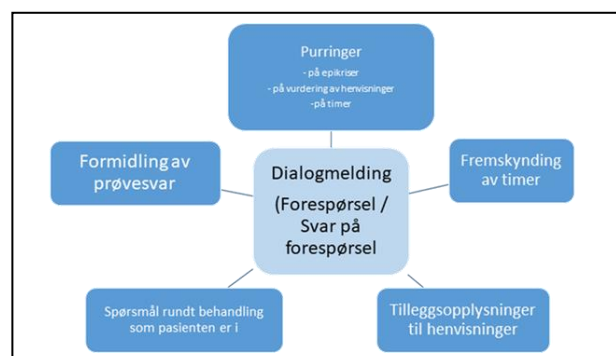 Purringer
- på epikriser
- på vurdering av henvisninger
-på timer
Formidling av
prøvesvar
Dialogmelding
(Forespørsel /
Svar på
forespørsel
Fremskynding
av timer
Spørsmål rundt behandling
som pasienten er i
Tilleggsopplysninger
til henvisninger